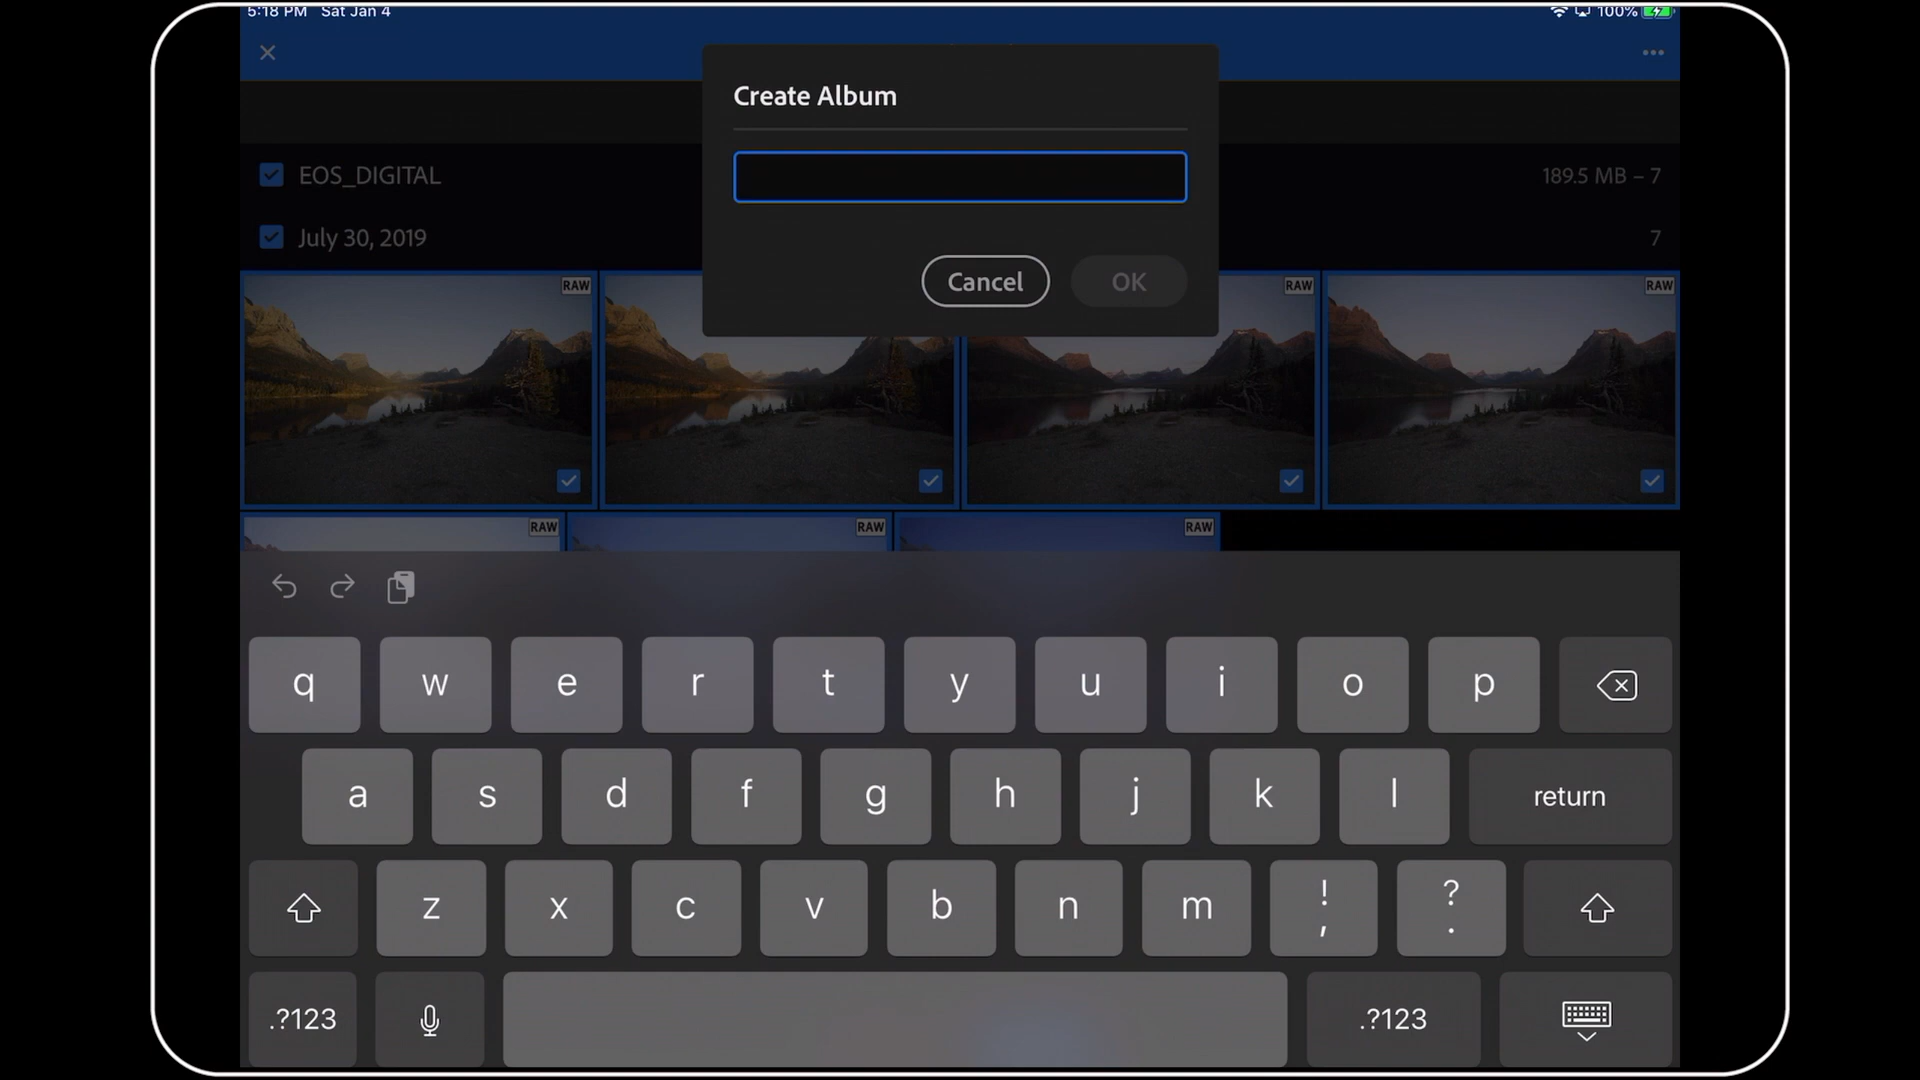 5:18 PM Sat Jan 4
100%
Create Album
EOS_DIGITAL
189.5 MB – 7
July 30, 2019
7
Cancel
OK
RAW
RAW
RAW
RAW
RAW
RAW
q w e r t y u i o p
a s d f g h j k l return
z x c v b n m ! , ? .
.?123
.?123